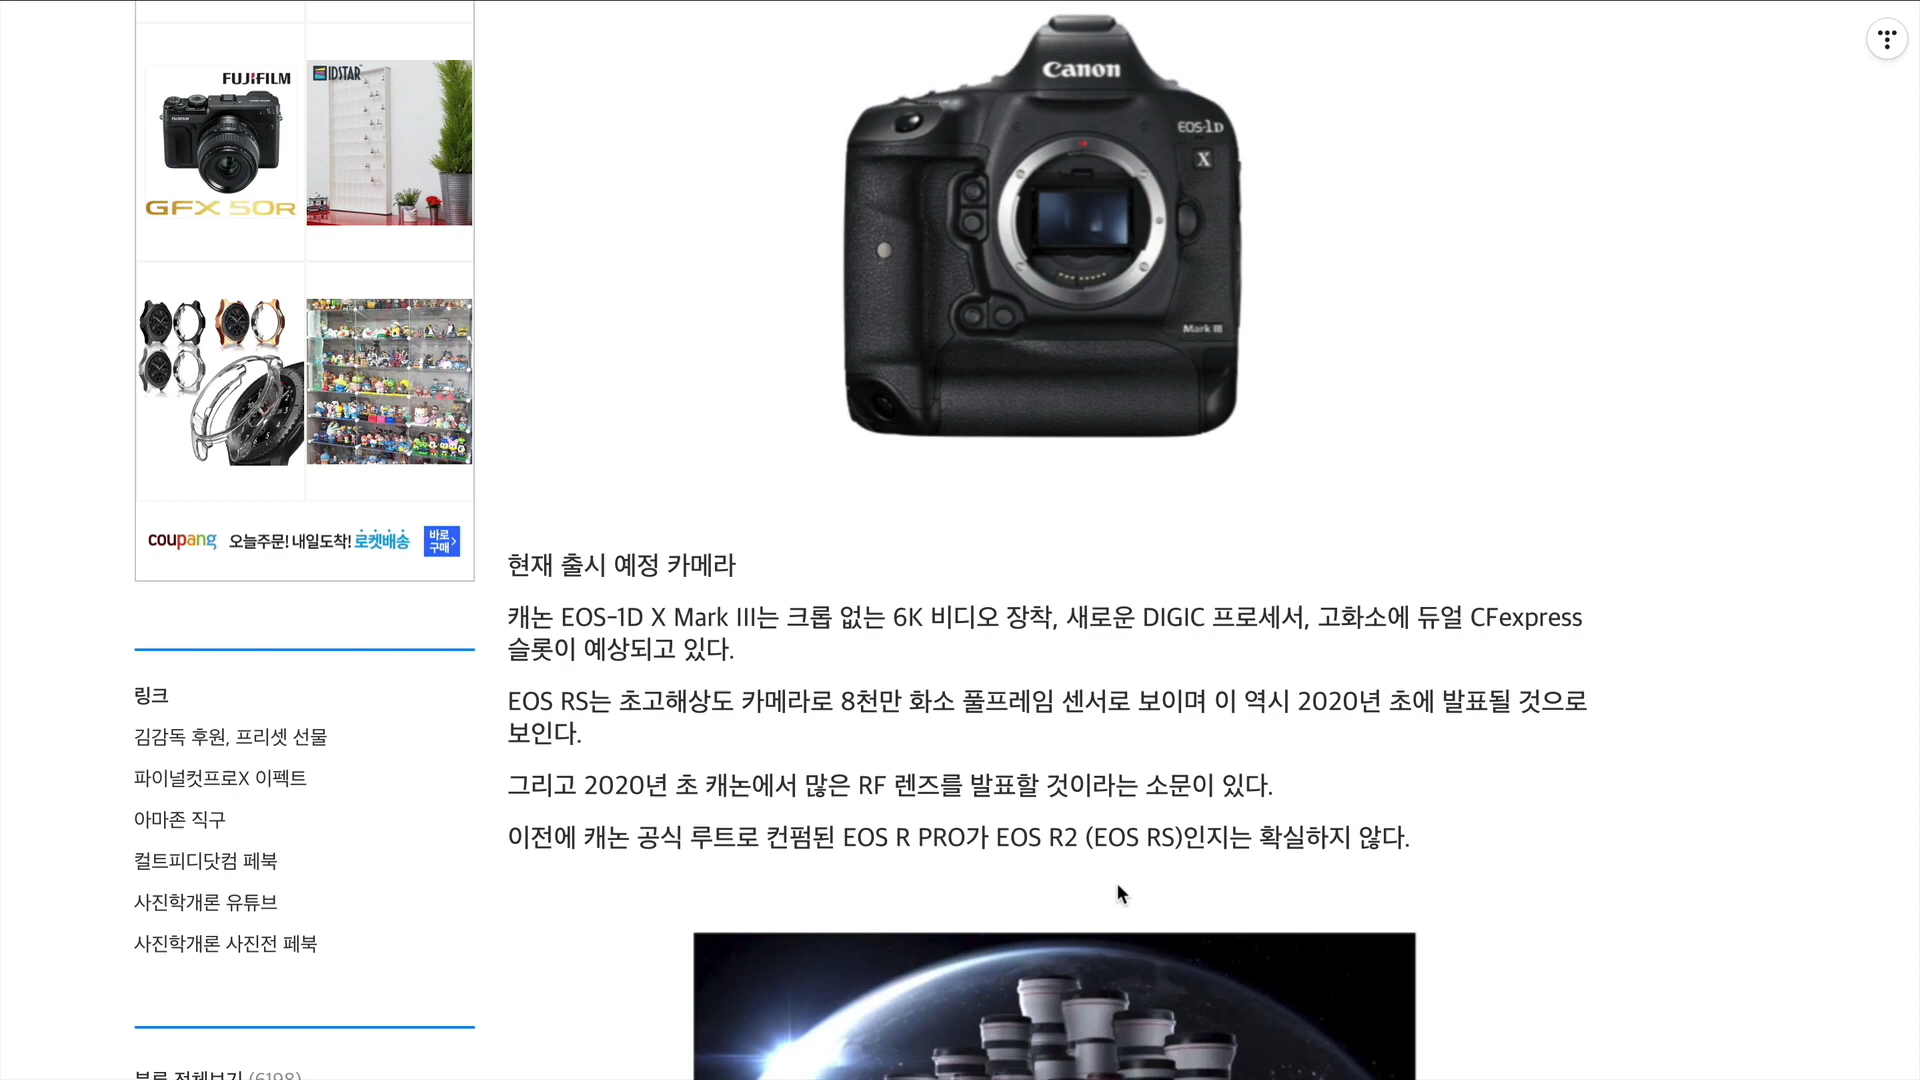 FUJIFILM
FUJIFILM
GFX 50R
IDSTAR
coupang 오늘주문! 내일도착! 로켓배송 바로
구매
링크
김감독 후원, 프리셋 선물
파이널컷프로X 이펙트
아마존 직구
컬트피디닷컴 페북
사진학개론 유튜브
사진학개론 사진전 페북
Canon
EOS-1D
X
Mark III
현재 출시 예정 카메라
캐논 EOS-1D X Mark III는 크롭 없는 6K 비디오 장착, 새로운 DIGIC 프로세서, 고화소에 듀얼 CFexpress
슬롯이 예상되고 있다.
EOS RS는 초고해상도 카메라로 8천만 화소 풀프레임 센서로 보이며 이 역시 2020년 초에 발표될 것으로
보인다.
그리고 2020년 초 캐논에서 많은 RF 렌즈를 발표할 것이라는 소문이 있다.
이전에 캐논 공식 루트로 컨펌된 EOS R PRO가 EOS R2 (EOS RS)인지는 확실하지 않다.